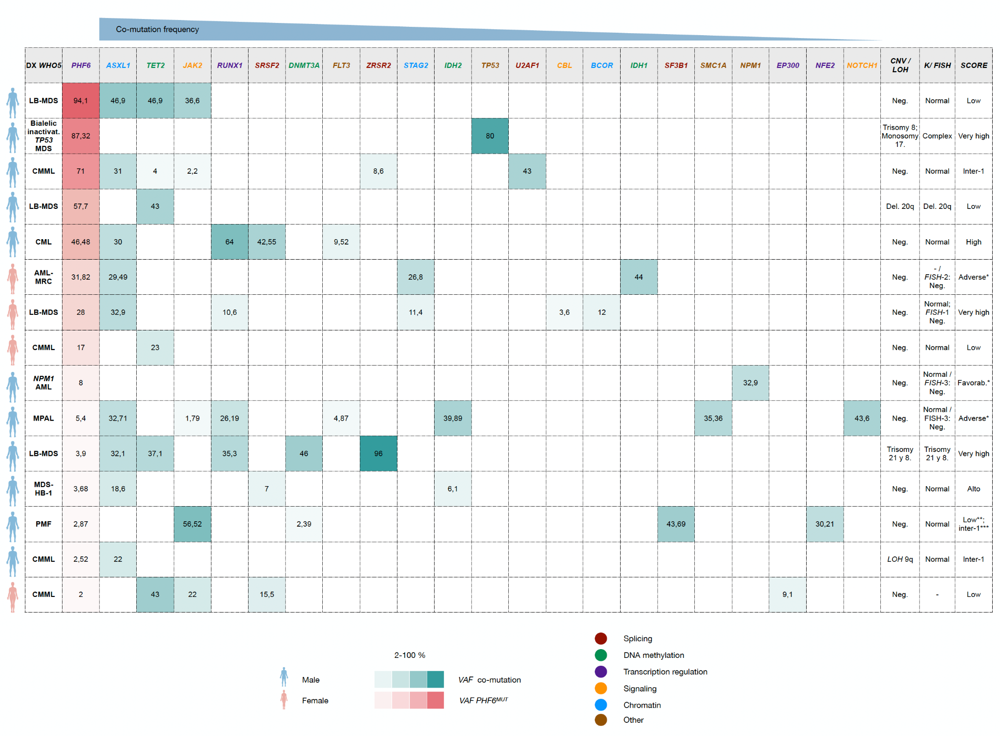 Co-mutation frequency
DX WHO5 PHF6 ASXL1 TET2 JAK2 RUNX1 SRSF2 DNMT3A FLT3 ZRSR2 STAG2 IDH2 TP53 U2AF1 CBL BCOR IDH1 SF3B1 SMC1A NPM1 EP300 NFE2 NOTCH1 CNV / LOH K/ FISH SCORE
LB-MDS 94,1 46,9 46,9 36,6 Neg. Normal Low
Bialelic inactivat. TP53 MDS 87,32 80 Trisomy 8; Monosomy 17. Complex Very high
CMML 71 31 4 2,2 8,6 43 Neg. Normal Inter-1
LB-MDS 57,7 43 Del. 20q Del. 20q Low
CML 46,48 30 64 42,55 9,52 Neg. Normal High
AML-MRC 31,82 29,49 26,8 44 Neg. - / FISH-2: Neg. Adverse*
LB-MDS 28 32,9 10,6 11,4 3,6 12 Neg. Normal; FISH-1 Neg. Very high
CMML 17 23 Neg. Normal Low
NPM1 AML 8 32,9 Neg. Normal / FISH-3: Neg. Favorab.*
MPAL 5,4 32,71 1,79 26,19 4,87 39,89 35,36 43,6 Neg. Normal / FISH-3: Neg. Adverse*
LB-MDS 3,9 32,1 37,1 35,3 46 96 Trisomy 21 y 8. Trisomy 21 y 8. Very high
MDS-HB-1 3,68 18,6 7 6,1 Neg. Normal Alto
PMF 2,87 56,52 2,39 43,69 30,21 Neg. Normal Low**; inter-1***
CMML 2,52 22 LOH 9q Normal Inter-1
CMML 2 43 22 15,5 9,1 Neg. - Low
2-100 %
Male
Female
VAF co-mutation
VAF PHF6MUT
Splicing
DNA methylation
Transcription regulation
Signaling
Chromatin
Other